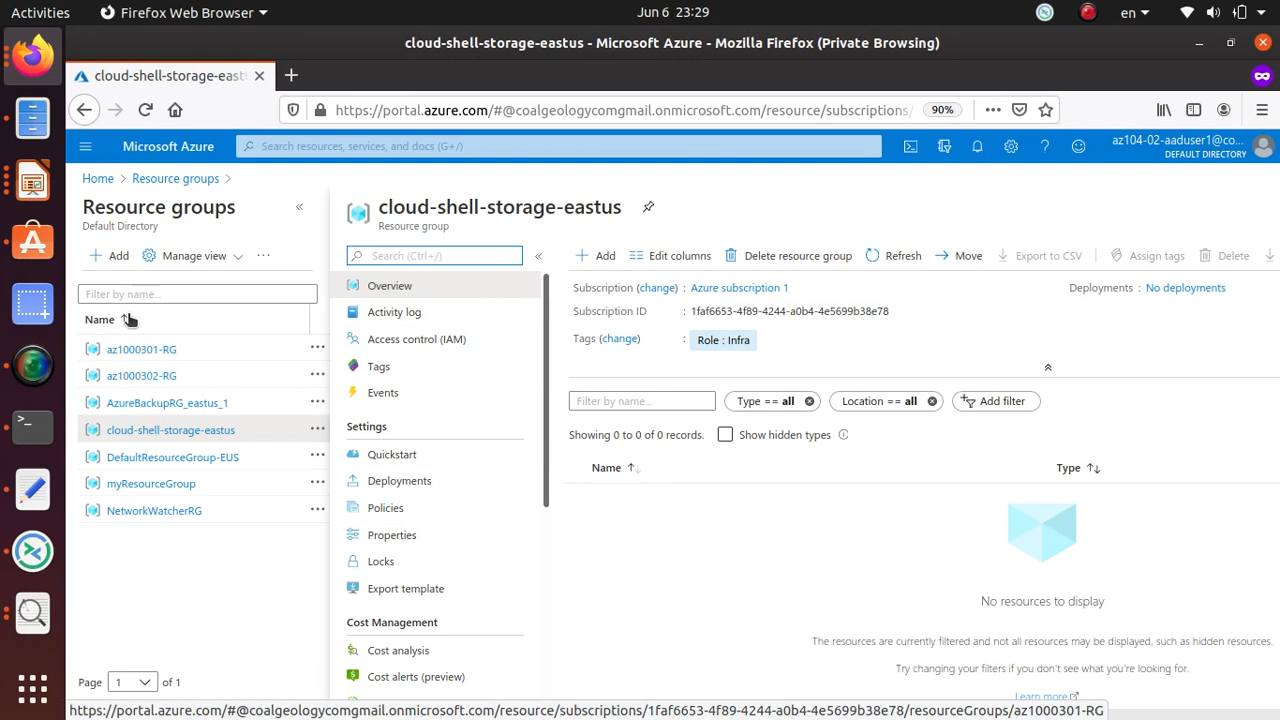 Activities
Firefox Web Browser
Jun 6 23:29
en
cloud-shell-storage-eastus - Microsoft Azure - Mozilla Firefox (Private Browsing)
cloud-shell-storage-east
https://portal.azure.com/#@coalgeologycomgmail.onmicrosoft.com/resource/subscriptions/
90%
Microsoft Azure
Search resources, services, and docs (G+/)
az104-02-aaduser1@co...
DEFAULT DIRECTORY
Home > Resource groups >
Resource groups
Default Directory
+ Add
Manage view
...
Filter by name...
Name
az1000301-RG
az1000302-RG
AzureBackupRG_eastus_1
cloud-shell-storage-eastus
DefaultResourceGroup-EUS
myResourceGroup
NetworkWatcherRG
Page 1 of 1
cloud-shell-storage-eastus
Resource group
Search (Ctrl+/)
Overview
Activity log
Access control (IAM)
Tags
Events
Settings
Quickstart
Deployments
Policies
Properties
Locks
Export template
Cost Management
Cost analysis
Cost alerts (preview)
+ Add
Edit columns
Delete resource group
Refresh
Move
Export to CSV
Assign tags
Delete
Subscription (change) : Azure subscription 1
Deployments : No deployments
Subscription ID : 1faf6653-4f89-4244-a0b4-4e5699b38e78
Tags (change) : Role : Infra
Filter by name...
Type == all
Location == all
Add filter
Showing 0 to 0 of 0 records.
Show hidden types
Name
Type
No resources to display
The resources are currently filtered and not all resources may be displayed, such as hidden resources.
Try changing your filters if you don't see what you're looking for.
Learn more
https://portal.azure.com/#@coalgeologycomgmail.onmicrosoft.com/resource/subscriptions/1faf6653-4f89-4244-a0b4-4e5699b38e78/resourceGroups/az1000301-RG